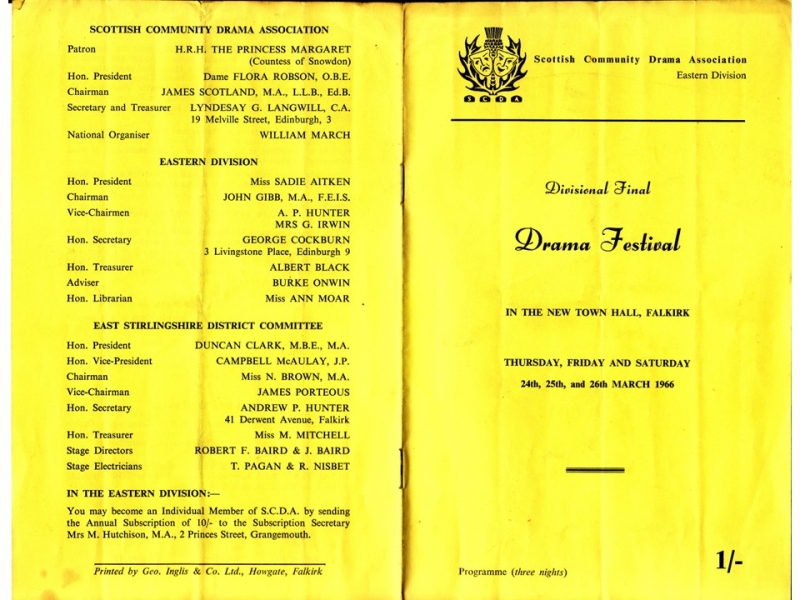 SCOTTISH COMMUNITY DRAMA ASSOCIATION
Patron H.R.H. THE PRINCESS MARGARET
(Countess of Snowdon)
Hon. President Dame FLORA ROBSON, O.B.E.
Chairman JAMES SCOTLAND, M.A., L.L.B., Ed.B.
Secretary and Treasurer LYNDESAY G. LANGWILL, C.A.
19 Melville Street, Edinburgh, 3
National Organiser WILLIAM MARCH
EASTERN DIVISION
Hon. President Miss SADIE AITKEN
Chairman JOHN GIBB, M.A., F.E.I.S.
Vice-Chairmen A. P. HUNTER
MRS G. IRWIN
Hon. Secretary GEORGE COCKBURN
3 Livingstone Place, Edinburgh 9
Hon. Treasurer ALBERT BLACK
Adviser BURKE ONWIN
Hon. Librarian Miss ANN MOAR
EAST STIRLINGSHIRE DISTRICT COMMITTEE
Hon. President DUNCAN CLARK, M.B.E., M.A.
Hon. Vice-President CAMPBELL McAULAY, J.P.
Chairman Miss N. BROWN, M.A.
Vice-Chairman JAMES PORTEOUS
Hon. Secretary ANDREW P. HUNTER
41 Derwent Avenue, Falkirk
Hon. Treasurer Miss M. MITCHELL
Stage Directors ROBERT F. BAIRD & J. BAIRD
Stage Electricians T. PAGAN & R. NISBET
IN THE EASTERN DIVISION:—
You may become an Individual Member of S.C.D.A. by sending
the Annual Subscription of 10/- to the Subscription Secretary
Mrs M. Hutchison, M.A., 2 Princes Street, Grangemouth.
Printed by Geo. Inglis & Co. Ltd., Howgate, Falkirk
SCDA
Scottish Community Drama Association
Eastern Division
Divisional Final
Drama Festival
IN THE NEW TOWN HALL, FALKIRK
THURSDAY, FRIDAY AND SATURDAY
24th, 25th, and 26th MARCH 1966
Programme (three nights) 1/-